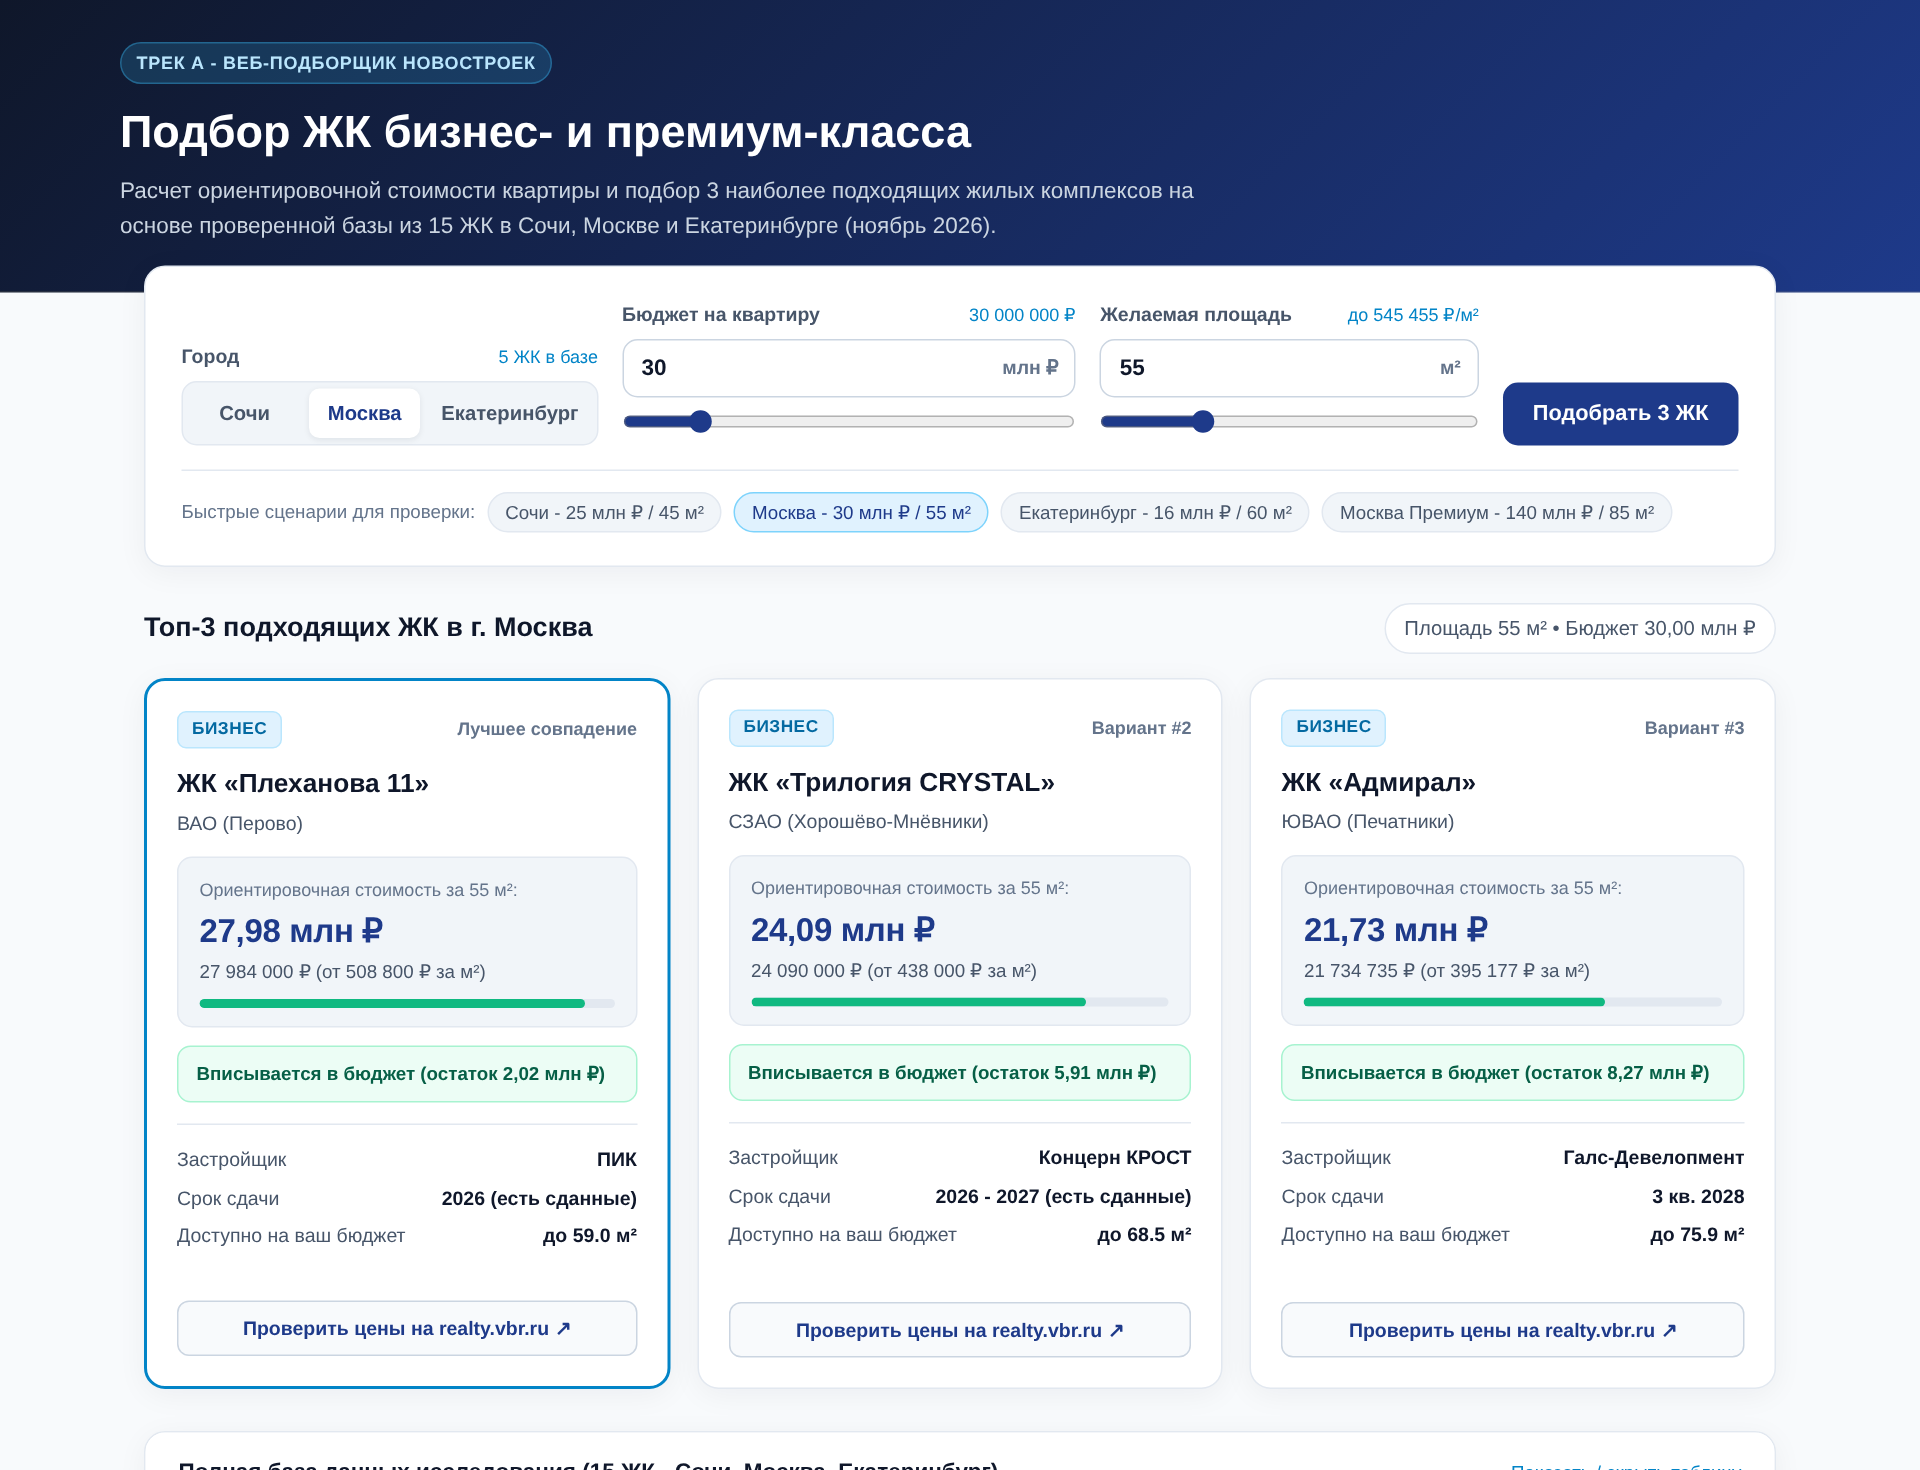 ТРЕК А - ВЕБ-ПОДБОРЩИК НОВОСТРОЕК
Подбор ЖК бизнес- и премиум-класса
Расчет ориентировочной стоимости квартиры и подбор 3 наиболее подходящих жилых комплексов на
основе проверенной базы из 15 ЖК в Сочи, Москве и Екатеринбурге (ноябрь 2026).
Город
5 ЖК в базе
Сочи
Москва
Екатеринбург
Бюджет на квартиру
30 000 000 ₽
30
млн ₽
Желаемая площадь
до 545 455 ₽/м²
55
м²
Подобрать 3 ЖК
Быстрые сценарии для проверки:
Сочи - 25 млн ₽ / 45 м²
Москва - 30 млн ₽ / 55 м²
Екатеринбург - 16 млн ₽ / 60 м²
Москва Премиум - 140 млн ₽ / 85 м²
Топ-3 подходящих ЖК в г. Москва
Площадь 55 м² • Бюджет 30,00 млн ₽
БИЗНЕС
Лучшее совпадение
ЖК «Плеханова 11»
ВАО (Перово)
Ориентировочная стоимость за 55 м²:
27,98 млн ₽
27 984 000 ₽ (от 508 800 ₽ за м²)
Вписывается в бюджет (остаток 2,02 млн ₽)
Застройщик
ПИК
Срок сдачи
2026 (есть сданные)
Доступно на ваш бюджет
до 59.0 м²
Проверить цены на realty.vbr.ru ↗
БИЗНЕС
Вариант #2
ЖК «Трилогия CRYSTAL»
СЗАО (Хорошёво-Мнёвники)
Ориентировочная стоимость за 55 м²:
24,09 млн ₽
24 090 000 ₽ (от 438 000 ₽ за м²)
Вписывается в бюджет (остаток 5,91 млн ₽)
Застройщик
Концерн КРОСТ
Срок сдачи
2026 - 2027 (есть сданные)
Доступно на ваш бюджет
до 68.5 м²
Проверить цены на realty.vbr.ru ↗
БИЗНЕС
Вариант #3
ЖК «Адмирал»
ЮВАО (Печатники)
Ориентировочная стоимость за 55 м²:
21,73 млн ₽
21 734 735 ₽ (от 395 177 ₽ за м²)
Вписывается в бюджет (остаток 8,27 млн ₽)
Застройщик
Галс-Девелопмент
Срок сдачи
3 кв. 2028
Доступно на ваш бюджет
до 75.9 м²
Проверить цены на realty.vbr.ru ↗
Полная база данных исследования (15 ЖК - Сочи, Москва, Екатеринбург)
Показать / скрыть таблицу